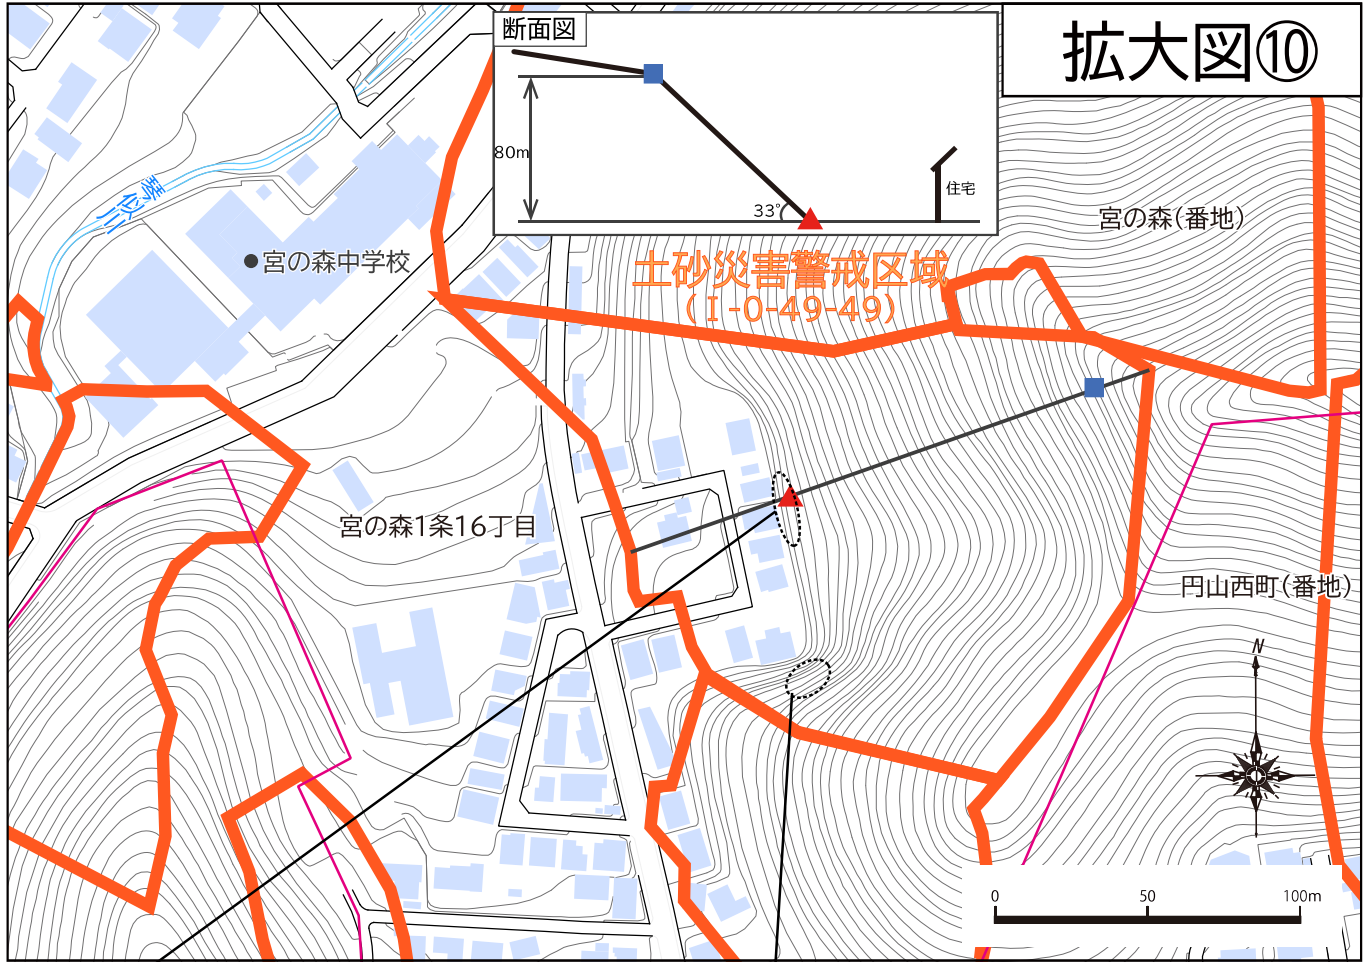 断面図
拡大図⑩
80m
33°
住宅
琴似川
宮の森(番地)
宮の森中学校
土砂災害警戒区域
(Ⅰ-0-49-49)
宮の森1条16丁目
円山西町(番地)
N
0 50 100m